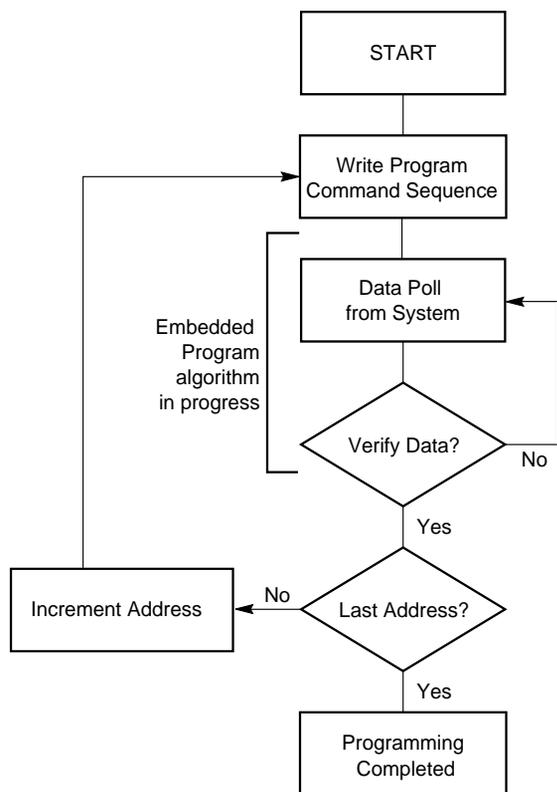 START
Write Program
Command Sequence
Data Poll
from System
Embedded
Program
algorithm
in progress
Verify Data?
No
Yes
Increment Address
No
Last Address?
Yes
Programming
Completed